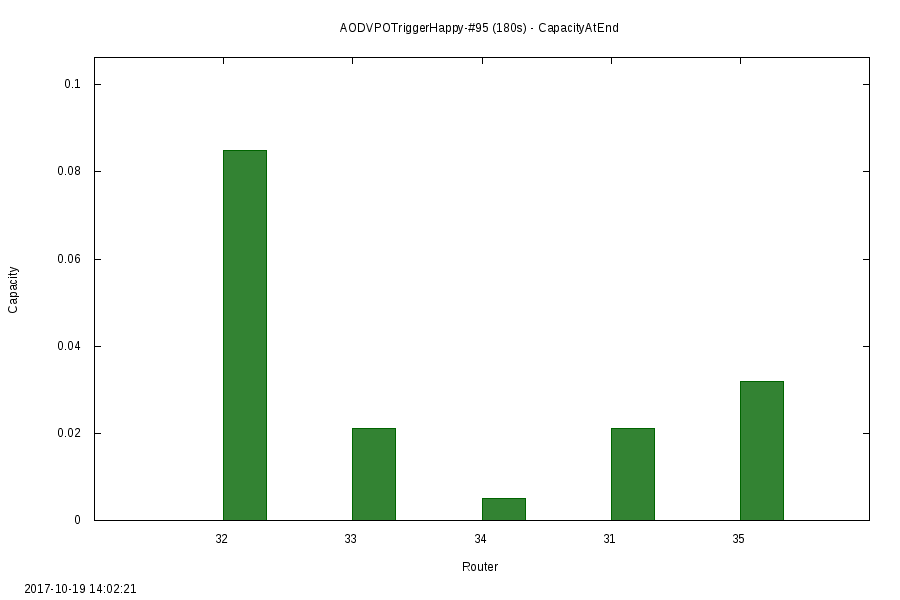 AODVPOTriggerHappy-#95 (180s) - CapacityAtEnd
0.1
0.08
0.06
0.04
0.02
0
Capacity
32 33 34 31 35
Router
2017-10-19 14:02:21